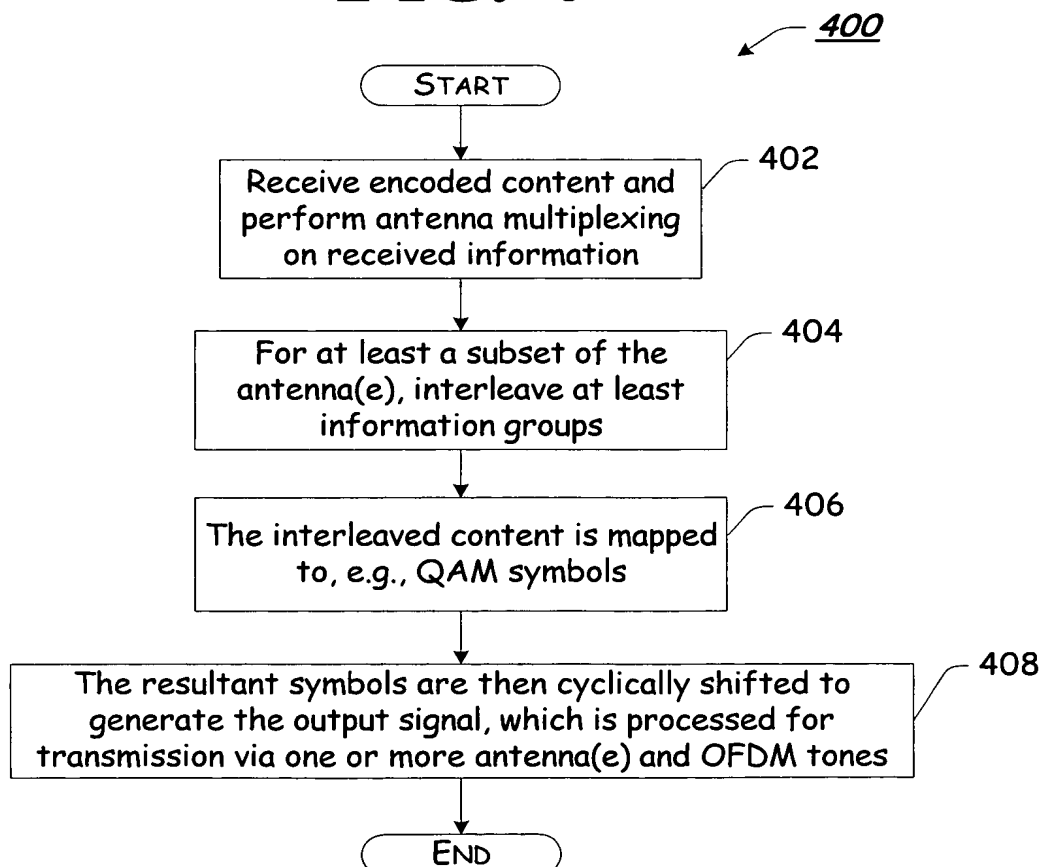 400
START
402
Receive encoded content and
perform antenna multiplexing
on received information
404
For at least a subset of the
antenna(e), interleave at least
information groups
406
The interleaved content is mapped
to, e.g., QAM symbols
408
The resultant symbols are then cyclically shifted to
generate the output signal, which is processed for
transmission via one or more antenna(e) and OFDM tones
END